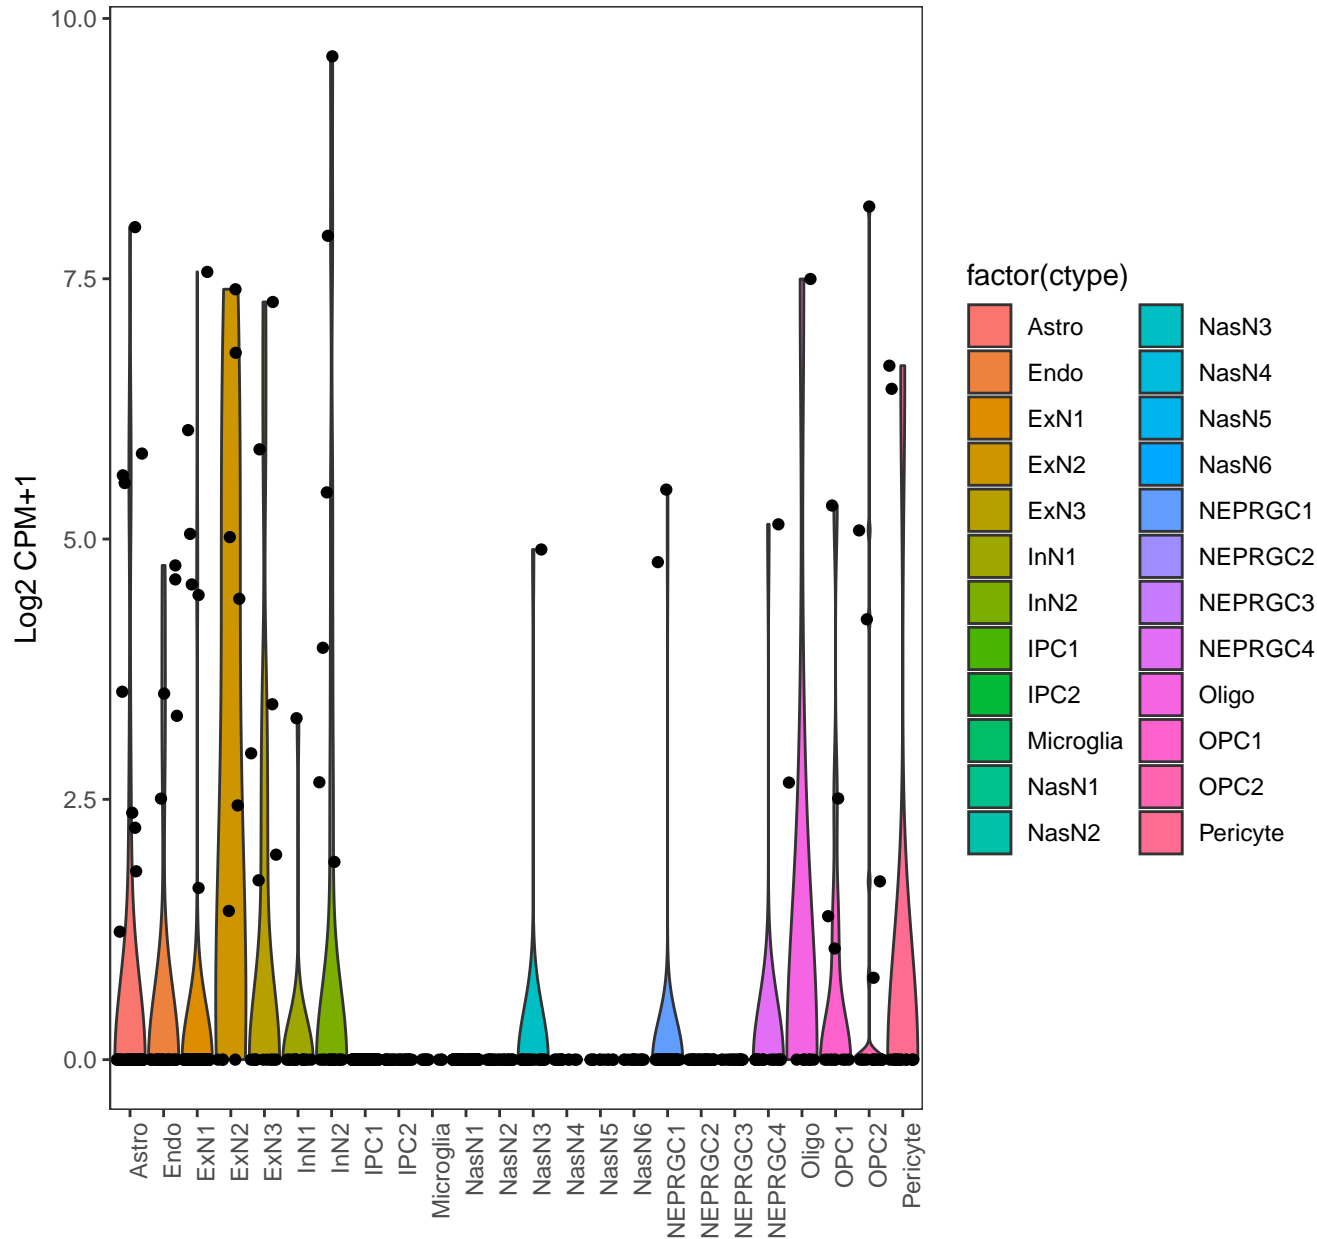 10.0
7.5
5.0
2.5
0.0
Log2 CPM+1
Astro
Endo
ExN1
ExN2
ExN3
InN1
InN2
IPC1
IPC2
Microglia
NasN1
NasN2
NasN3
NasN4
NasN5
NasN6
NEPRGC1
NEPRGC2
NEPRGC3
NEPRGC4
Oligo
OPC1
OPC2
Pericyte
factor(ctype)
Astro
Endo
ExN1
ExN2
ExN3
InN1
InN2
IPC1
IPC2
Microglia
NasN1
NasN2
NasN3
NasN4
NasN5
NasN6
NEPRGC1
NEPRGC2
NEPRGC3
NEPRGC4
Oligo
OPC1
OPC2
Pericyte